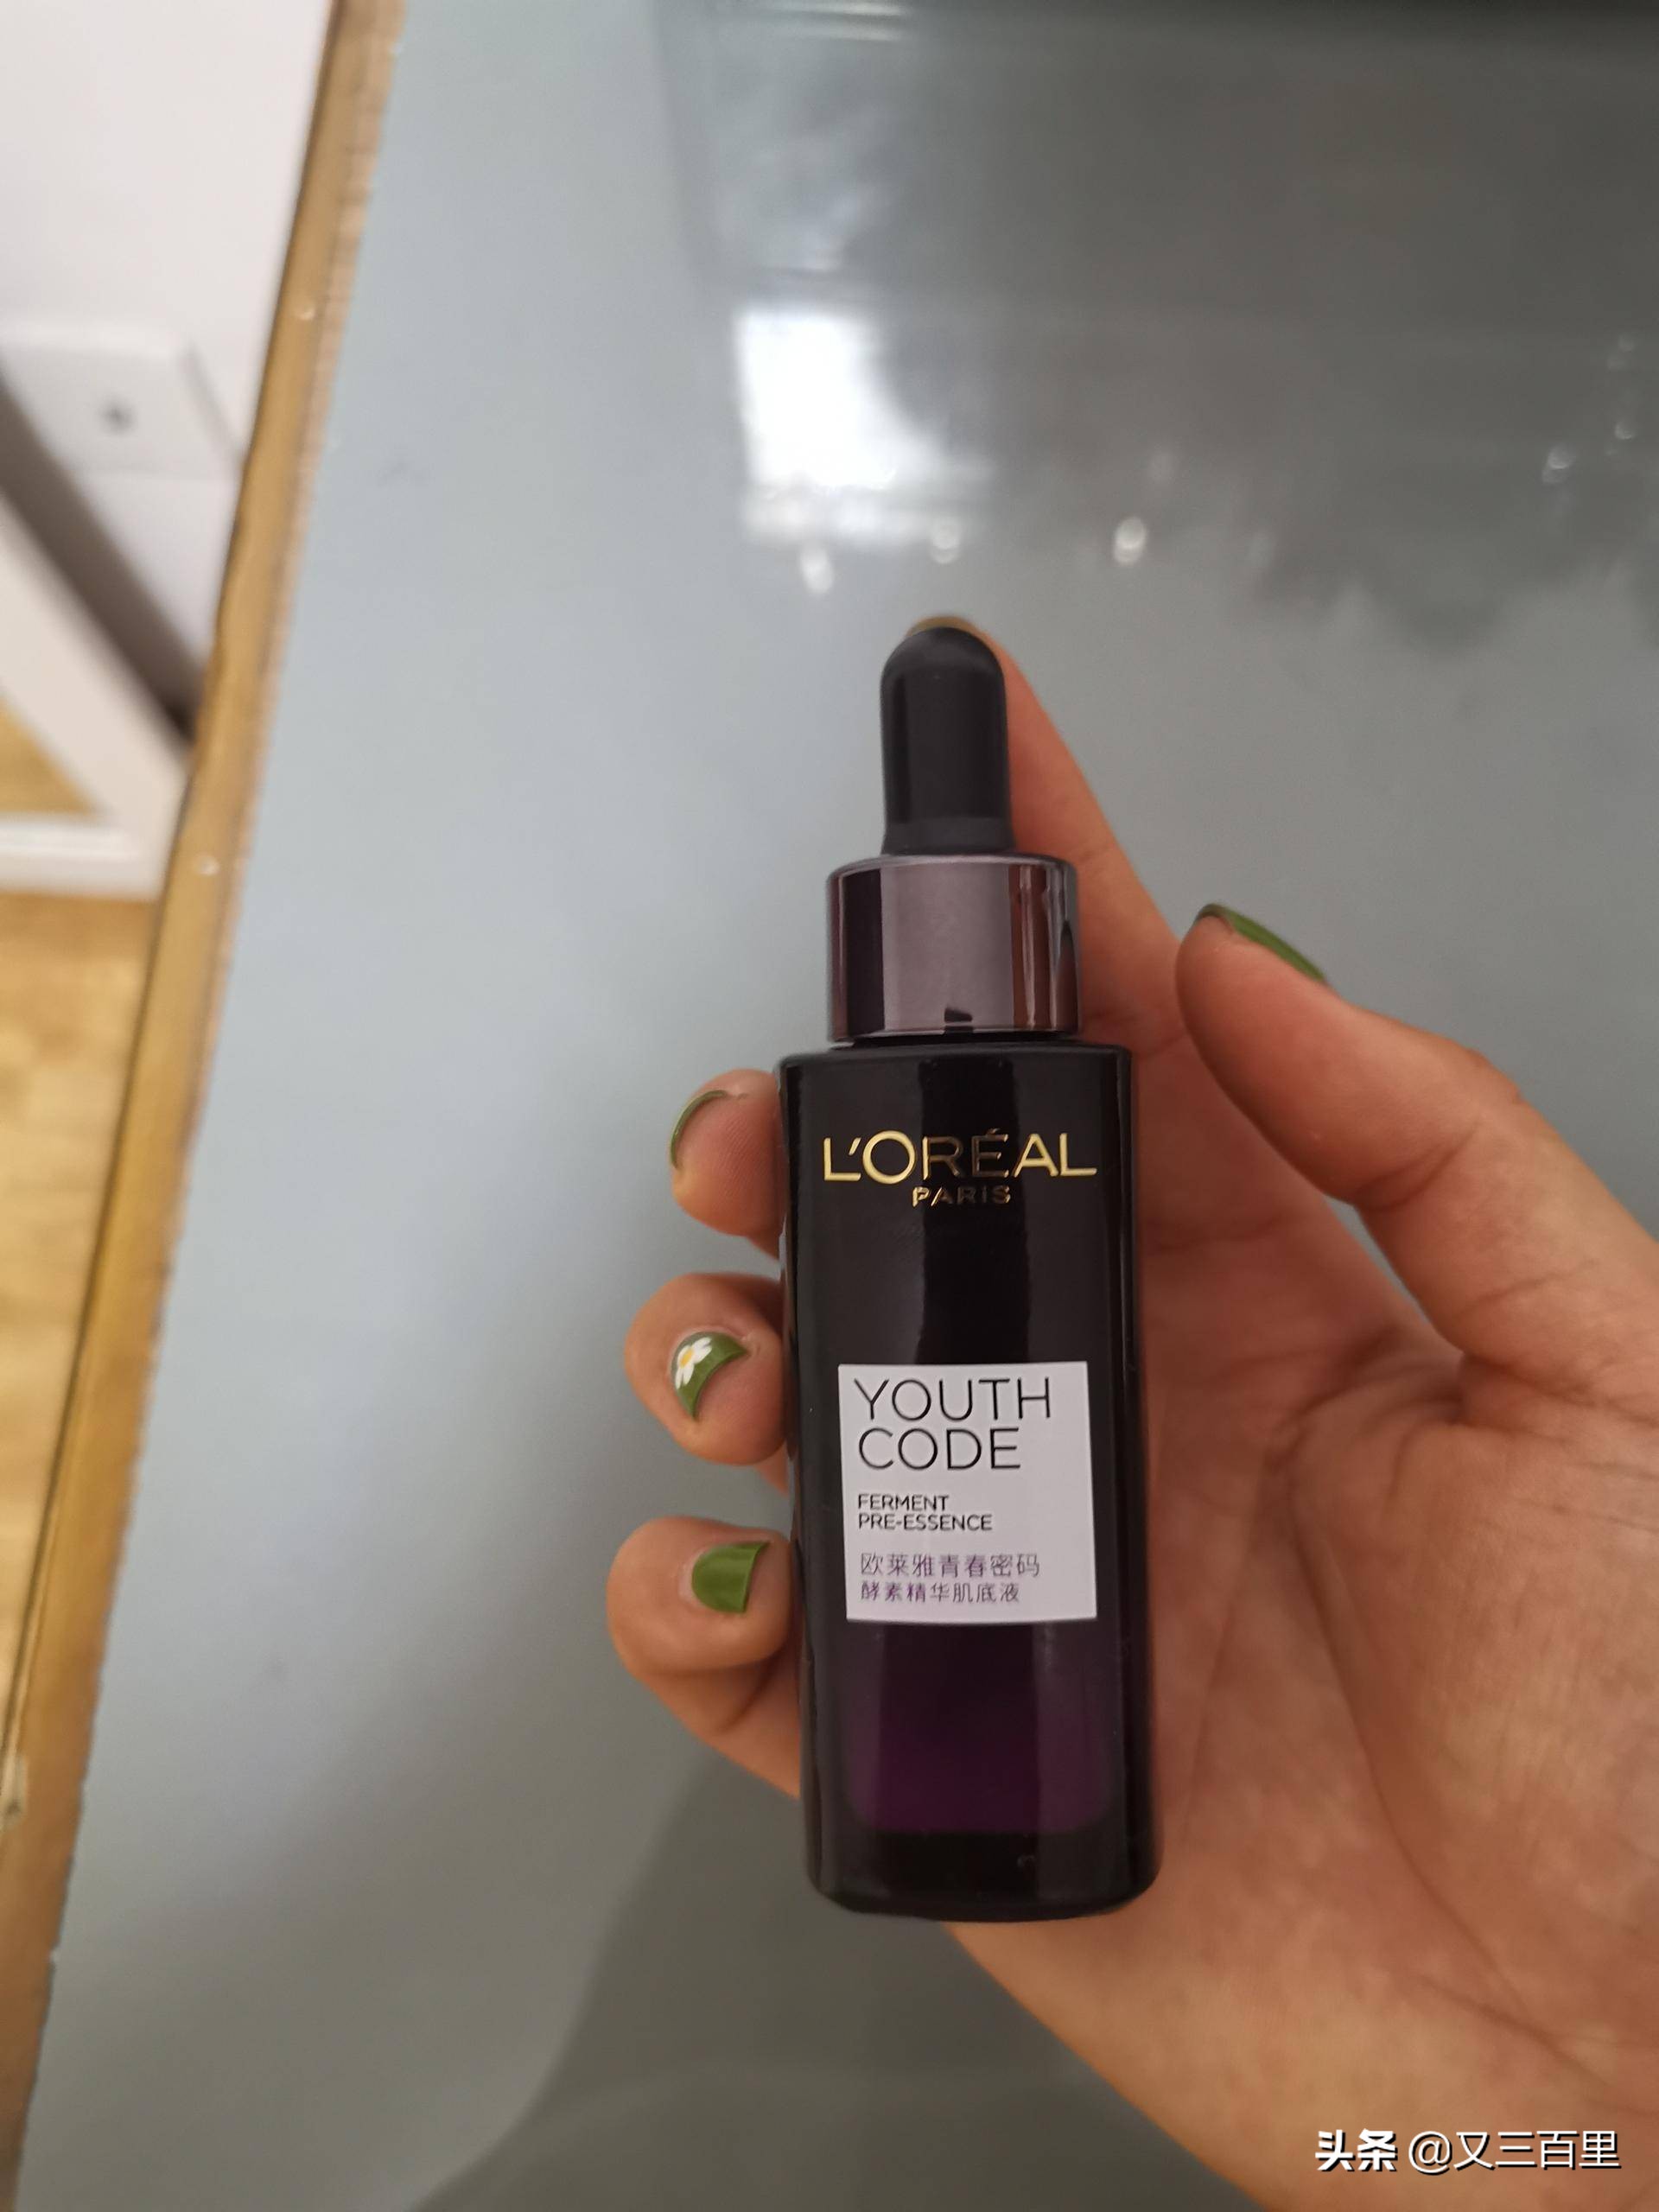 L'ORÉAL
PARIS
YOUTH
CODE
FERMENT
PRE-ESSENCE
欧莱雅青春密码
酵素精华肌底液
头条 @又三百里